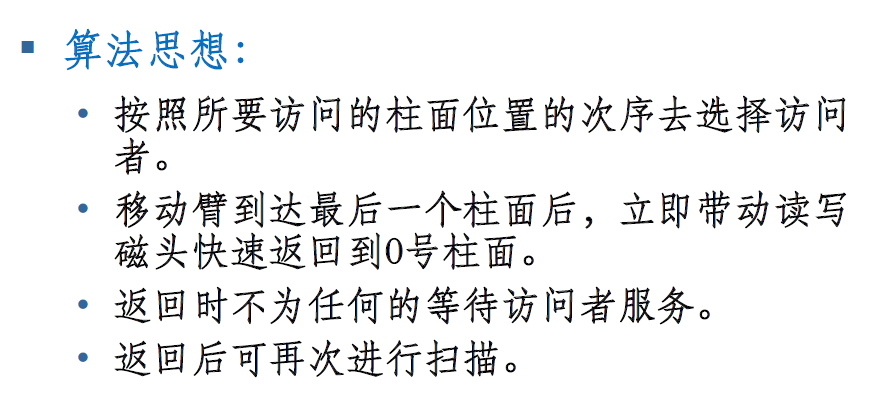 算法思想：
按照所要访问的柱面位置的次序去选择访问
者。
移动臂到达最后一个柱面后，立即带动读写
磁头快速返回到0号柱面。
返回时不为任何的等待访问者服务。
返回后可再次进行扫描。